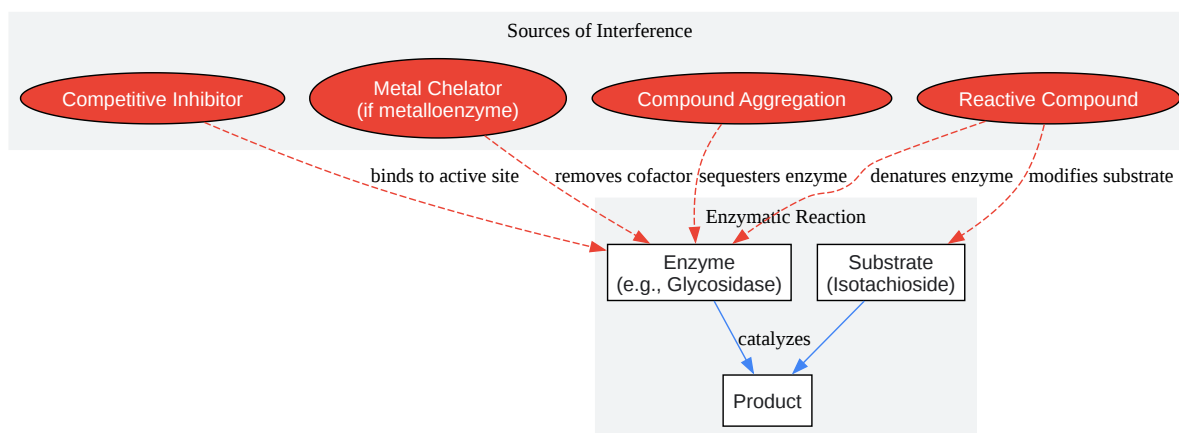 Sources of Interference
Competitive Inhibitor
Metal Chelator
(if metalloenzyme)
Compound Aggregation
Reactive Compound
binds to active site
removes cofactor
sequesters enzyme
denatures enzyme
modifies substrate
Enzymatic Reaction
Enzyme
(e.g., Glycosidase)
Substrate
(Isotachioside)
catalyzes
Product